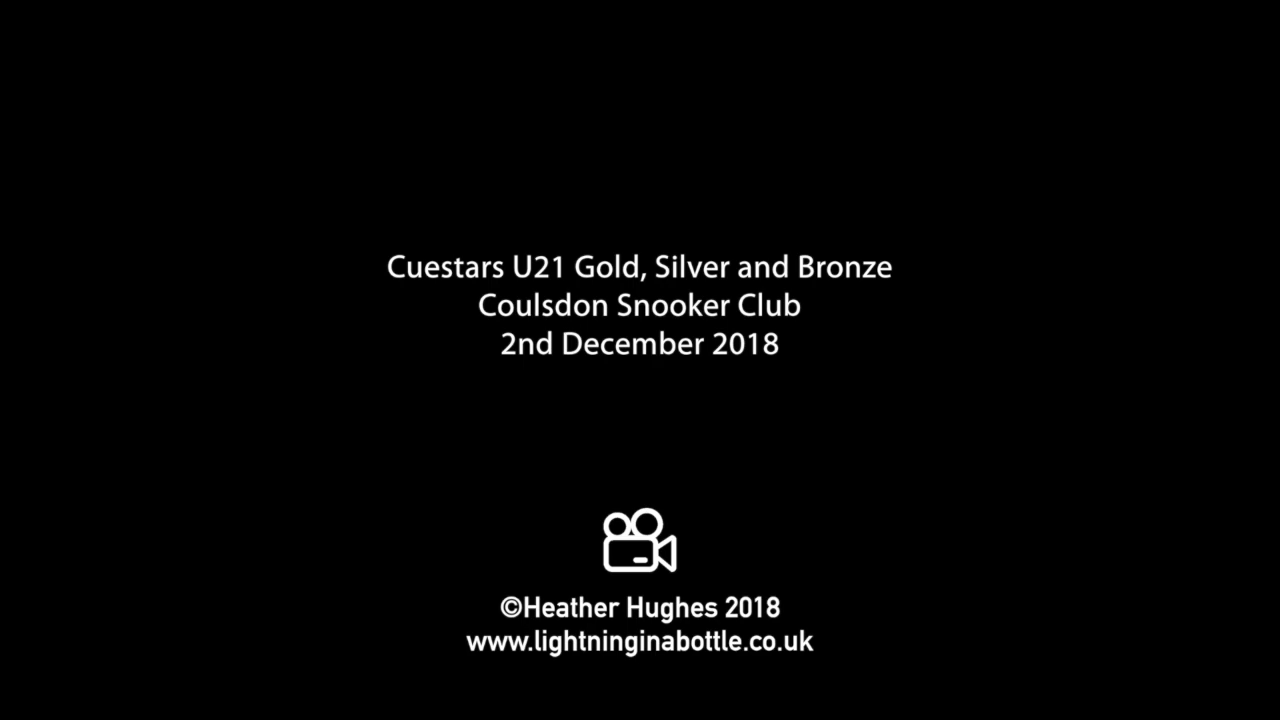 Cuestars U21 Gold, Silver and Bronze
Coulsdon Snooker Club
2nd December 2018
©Heather Hughes 2018
www.lightninginabottle.co.uk